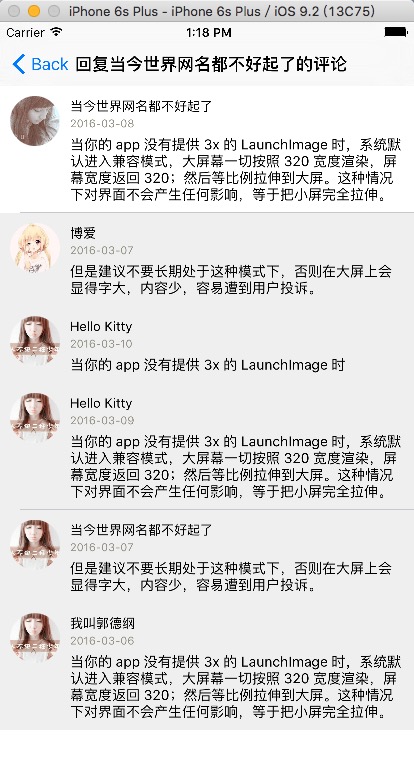 iPhone 6s Plus - iPhone 6s Plus / iOS 9.2 (13C75)
Carrier 1:18 PM
Back 回复当今世界网名都不好起了的评论
当今世界网名都不好起了
2016-03-08
当你的 app 没有提供 3x 的 LaunchImage 时，系统默
认进入兼容模式，大屏幕一切按照 320 宽度渲染，屏
幕宽度返回 320；然后等比例拉伸到大屏。这种情况
下对界面不会产生任何影响，等于把小屏完全拉伸。
博爱
2016-03-07
但是建议不要长期处于这种模式下，否则在大屏上会
显得字大，内容少，容易遭到用户投诉。
Hello Kitty
2016-03-10
当你的 app 没有提供 3x 的 LaunchImage 时
Hello Kitty
2016-03-09
当你的 app 没有提供 3x 的 LaunchImage 时，系统默
认进入兼容模式，大屏幕一切按照 320 宽度渲染，屏
幕宽度返回 320；然后等比例拉伸到大屏。这种情况
下对界面不会产生任何影响，等于把小屏完全拉伸。
当今世界网名都不好起了
2016-03-07
但是建议不要长期处于这种模式下，否则在大屏上会
显得字大，内容少，容易遭到用户投诉。
我叫郭德纲
2016-03-06
当你的 app 没有提供 3x 的 LaunchImage 时，系统默
认进入兼容模式，大屏幕一切按照 320 宽度渲染，屏
幕宽度返回 320；然后等比例拉伸到大屏。这种情况
下对界面不会产生任何影响，等于把小屏完全拉伸。